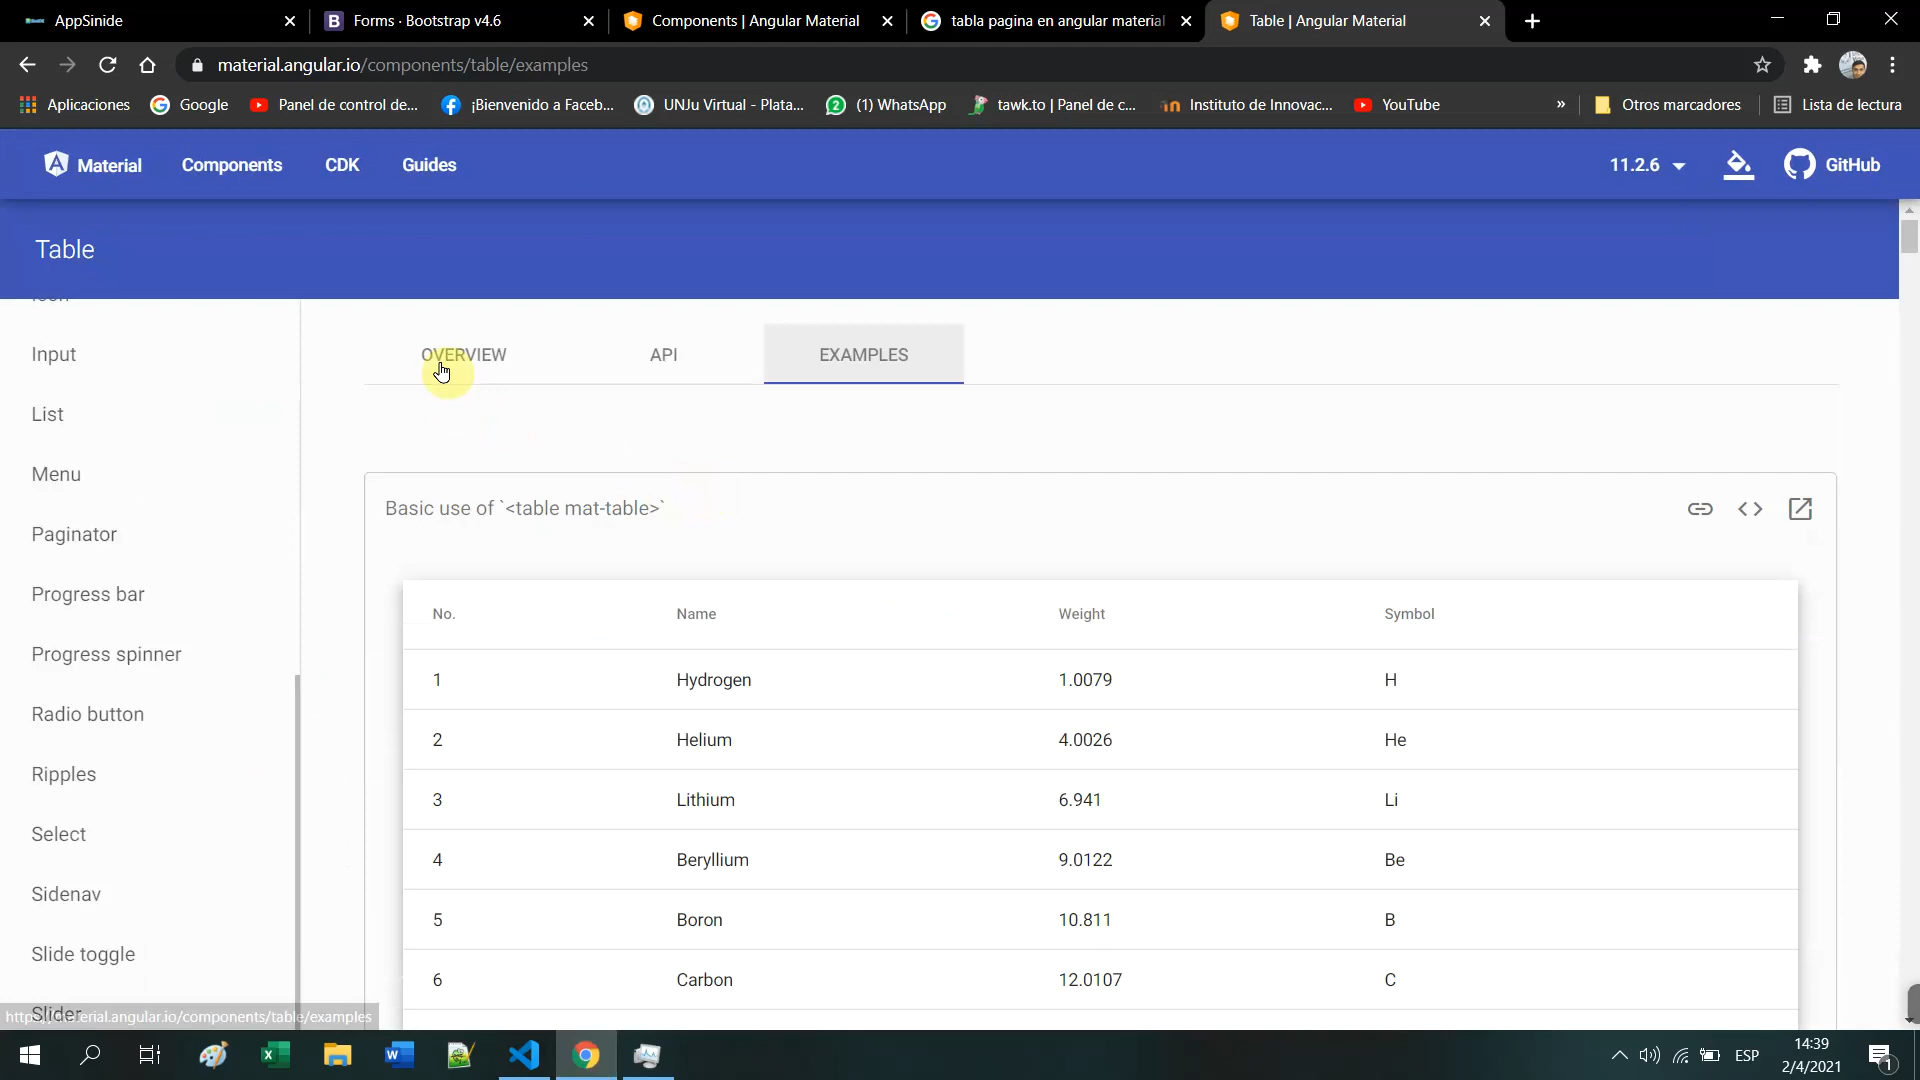 AppSinide
Forms · Bootstrap v4.6
Components | Angular Material
tabla pagina en angular material
Table | Angular Material
material.angular.io/components/table/examples
Aplicaciones
Google
Panel de control de...
¡Bienvenido a Faceb...
UNJu Virtual - Plata...
(1) WhatsApp
tawk.to | Panel de c...
Instituto de Innovac...
YouTube
»
Otros marcadores
Lista de lectura
Material
Components
CDK
Guides
11.2.6
GitHub
Table
Input
List
Menu
Paginator
Progress bar
Progress spinner
Radio button
Ripples
Select
Sidenav
Slide toggle
Slider
OVERVIEW
API
EXAMPLES
Basic use of `<table mat-table>`
No. Name Weight Symbol
1 Hydrogen 1.0079 H
2 Helium 4.0026 He
3 Lithium 6.941 Li
4 Beryllium 9.0122 Be
5 Boron 10.811 B
6 Carbon 12.0107 C
ESP
14:39
2/4/2021
1